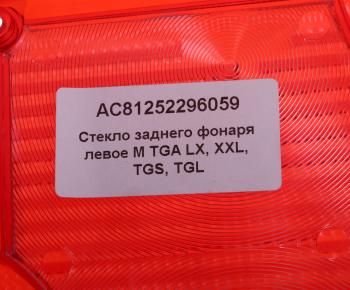 AC81252296059
Стекло заднего фонаря
левое М TGA LX, XXL,
TGS, TGL